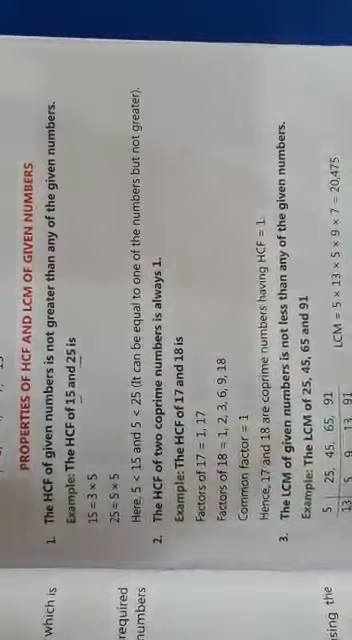 PROPERTIES OF HCF AND LCM OF GIVEN NUMBERS
1. The HCF of given numbers is not greater than any of the given numbers.
Example: The HCF of 15 and 25 is
15 = 3 × 5
25 = 5 × 5
Here, 5 < 15 and 5 < 25 (It can be equal to one of the numbers but not greater).
2. The HCF of two coprime numbers is always 1.
Example: The HCF of 17 and 18 is
Factors of 17 = 1, 17
Factors of 18 = 1, 2, 3, 6, 9, 18
Common factor = 1
Hence, 17 and 18 are coprime numbers having HCF = 1.
3. The LCM of given numbers is not less than any of the given numbers.
Example: The LCM of 25, 45, 65 and 91
5 25, 45, 65, 91
LCM = 5 × 13 × 5 × 9 × 7 = 20,475
13 5 9 13 91
which is
required
numbers
using the